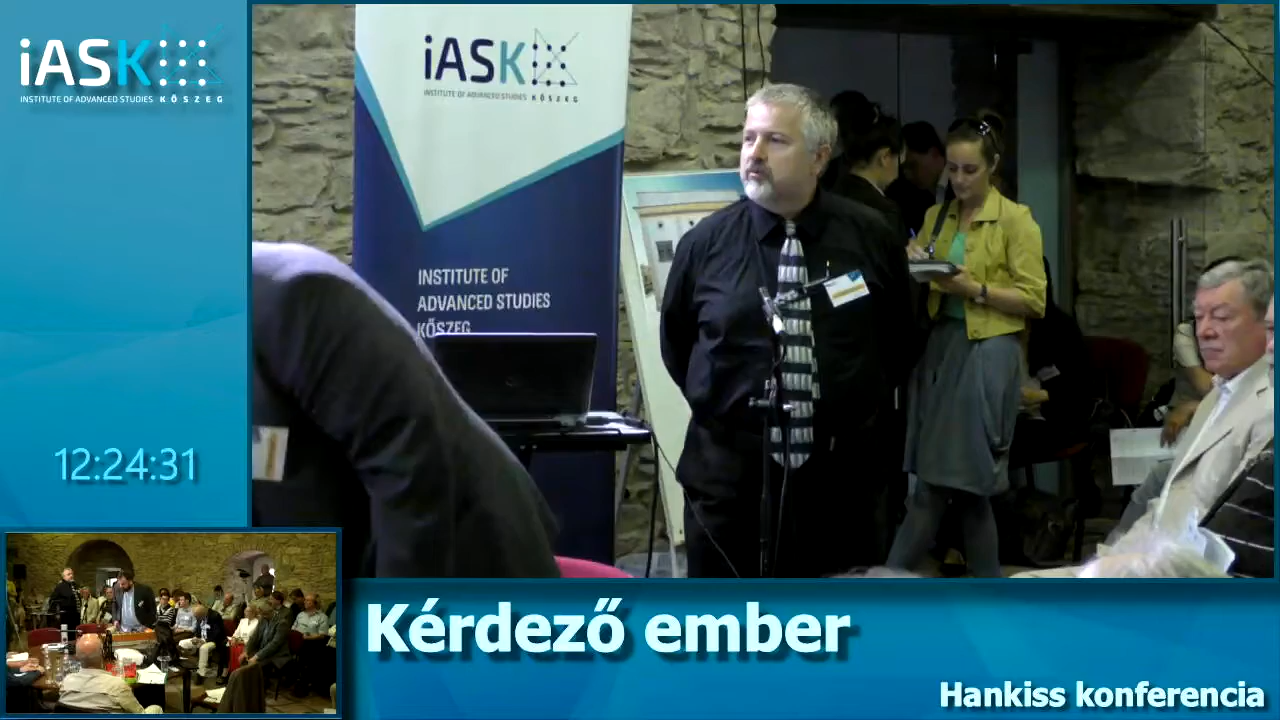 iASK
INSTITUTE OF ADVANCED STUDIES KŐSZEG
iASK
INSTITUTE OF ADVANCED STUDIES KŐSZEG
INSTITUTE OF
ADVANCED STUDIES
KŐSZEG
12:24:31
Kérdező ember
Hankiss konferencia